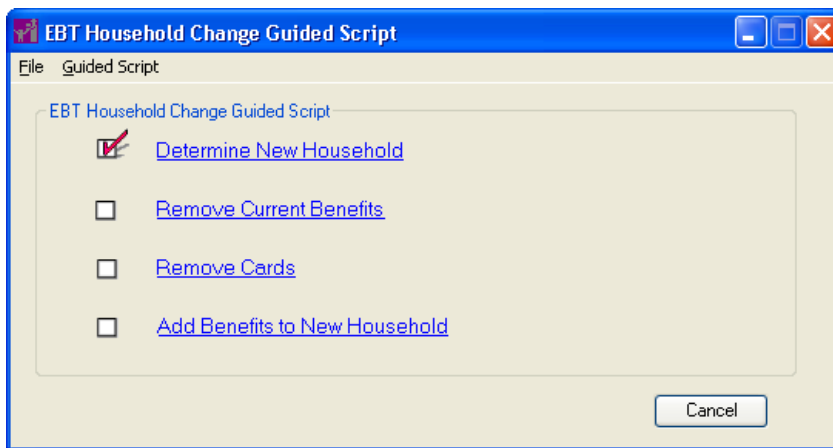 EBT Household Change Guided Script
File Guided Script
EBT Household Change Guided Script
Determine New Household
Remove Current Benefits
Remove Cards
Add Benefits to New Household
Cancel